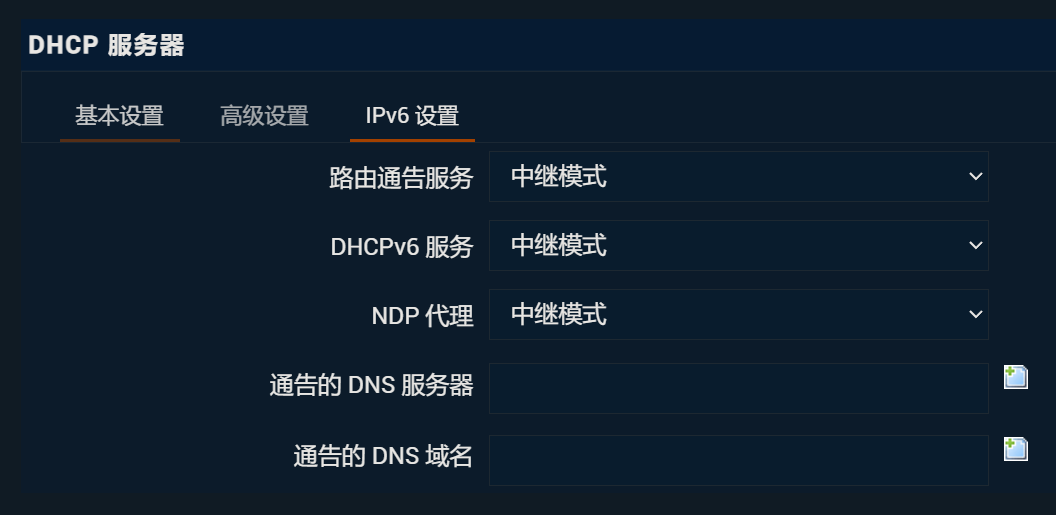 DHCP 服务器
基本设置 高级设置 IPv6 设置
路由通告服务 中继模式
DHCPv6 服务 中继模式
NDP 代理 中继模式
通告的 DNS 服务器
通告的 DNS 域名